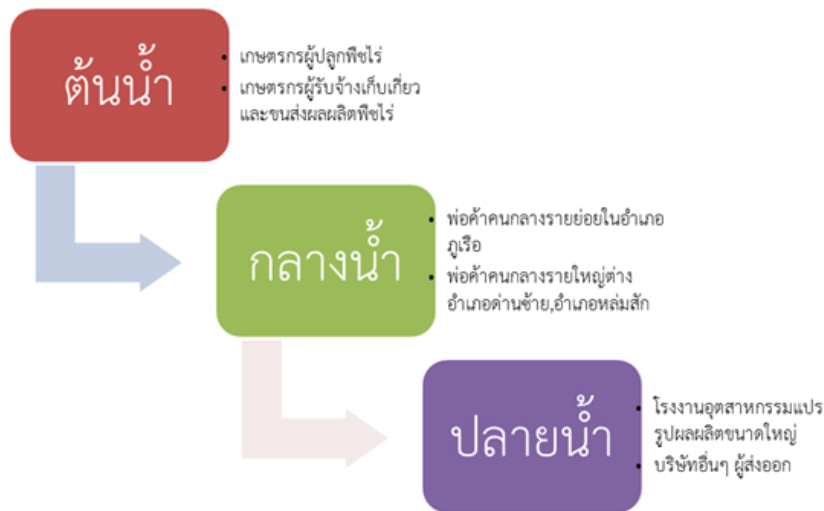 ต้นน้ำ
• เกษตรกรผู้ปลูกพืชไร่
• เกษตรกรผู้รับจ้างเก็บเกี่ยว
และขนส่งผลผลิตพืชไร่
กลางน้ำ
• พ่อค้าคนกลางรายย่อยในอำเภอ
ภูเรือ
• พ่อค้าคนกลางรายใหญ่ต่าง
อำเภอด่านซ้าย,อำเภอหล่มสัก
ปลายน้ำ
• โรงงานอุตสาหกรรมแปร
รูปผลผลิตขนาดใหญ่
• บริษัทอื่นๆ ผู้ส่งออก